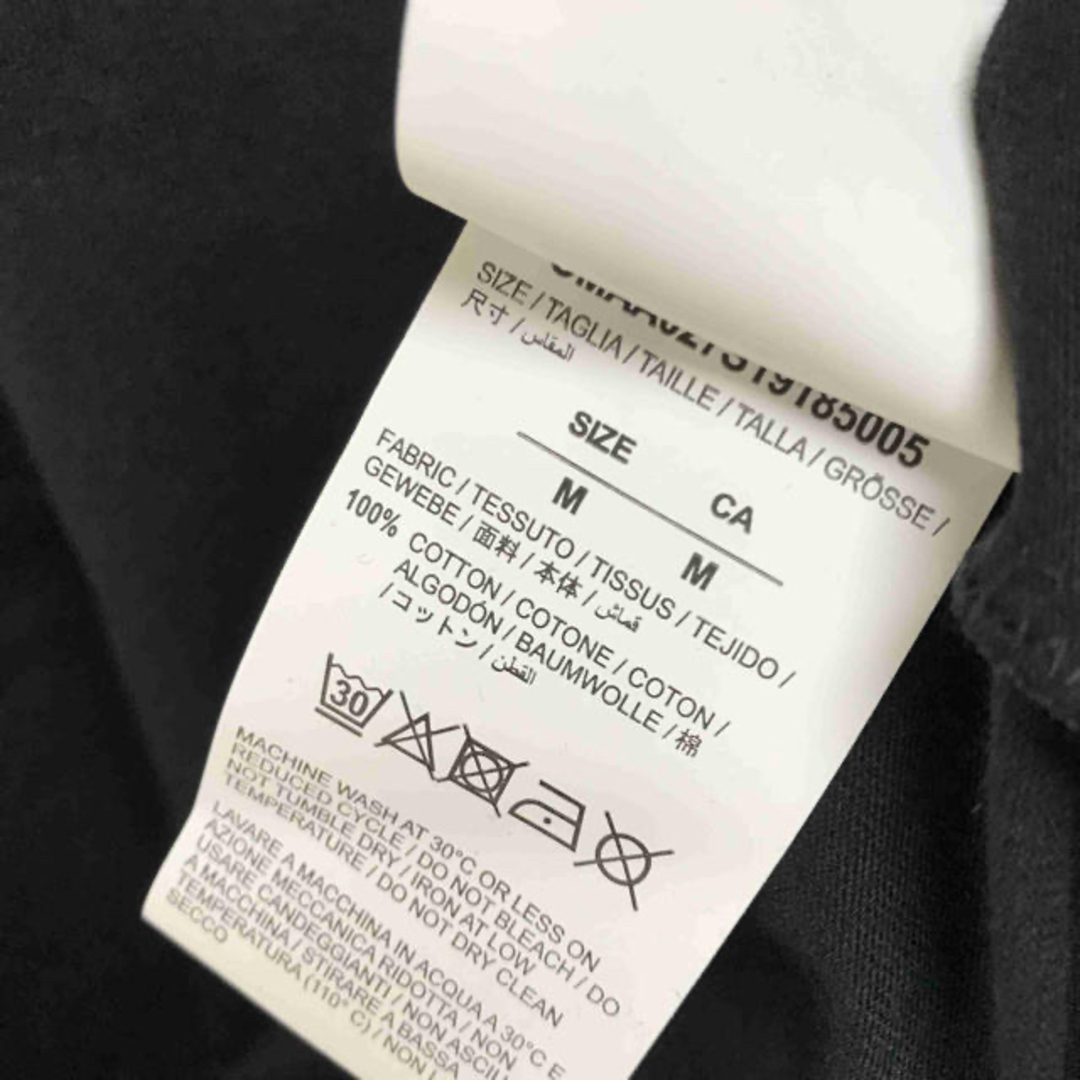 19185005
SIZE / TAGLIA / TAILLE / TALLA / GRÖSSE /
尺寸 / المقاس
SIZE CA
M M
FABRIC / TESSUTO / TISSUS / TEJIDO /
GEWEBE / 面料 / 本体 / قماش
100% COTTON / COTONE / COTON /
ALGODÓN / BAUMWOLLE / 棉
/ コットン / القطن
30
MACHINE WASH AT 30°C OR LESS ON
REDUCED CYCLE / DO NOT BLEACH / DO
NOT TUMBLE DRY / IRON AT LOW
TEMPERATURE / DO NOT DRY CLEAN
LAVARE A MACCHINA IN ACQUA A 30°C E
AZIONE MECCANICA RIDOTTA / NON
USARE CANDEGGIANTI / NON ASCIU
A MACCHINA / STIRARE A BASSA
TEMPERATURA (110° C) / NON
SECCO